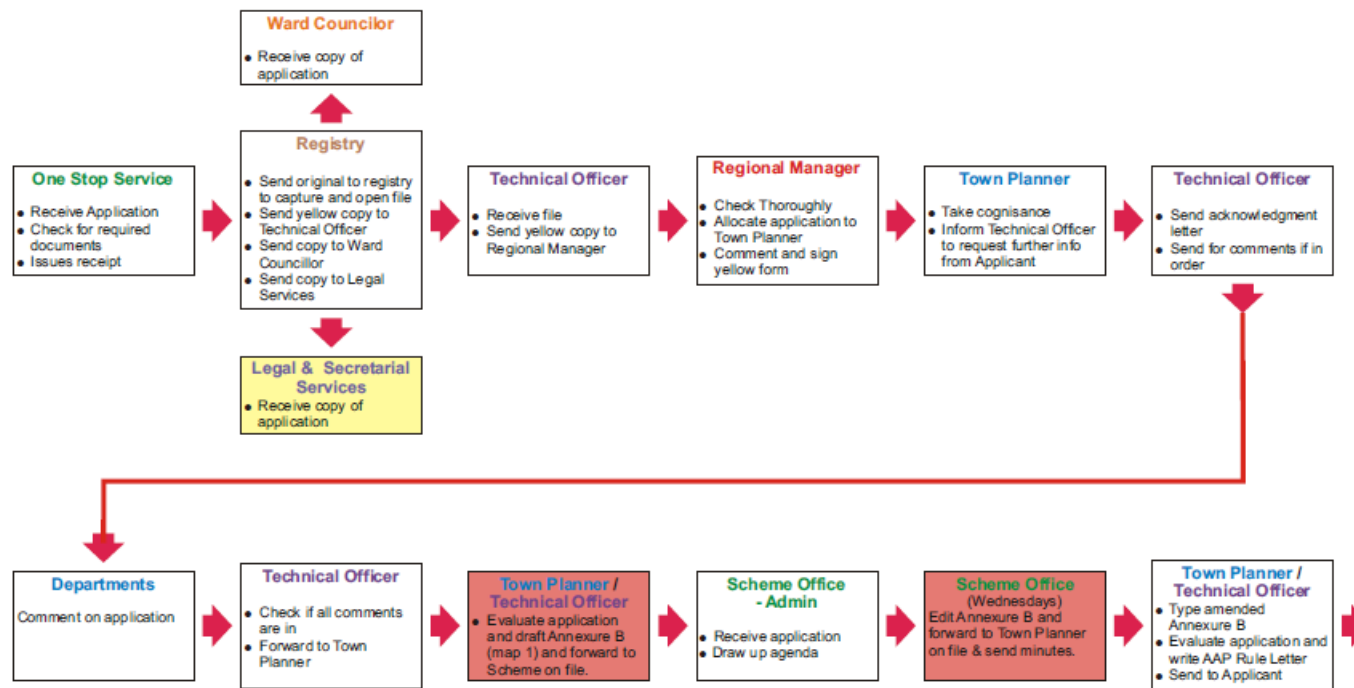 Ward Councilor
● Receive copy of
application
Registry
● Send original to registry
to capture and open file
● Send yellow copy to
Technical Officer
● Send copy to Ward
Councillor
● Send copy to Legal
Services
One Stop Service
● Receive Application
● Check for required
documents
● Issues receipt
Technical Officer
● Receive file
● Send yellow copy to
Regional Manager
Regional Manager
● Check Thoroughly
● Allocate application to
Town Planner
● Comment and sign
yellow form
Town Planner
● Take cognisance
● Inform Technical Officer
to request further info
from Applicant
Technical Officer
● Send acknowledgment
letter
● Send for comments if in
order
Legal & Secretarial
Services
● Receive copy of
application
Departments
Comment on application
Technical Officer
● Check if all comments
are in
● Forward to Town
Planner
Town Planner /
Technical Officer
● Evaluate application
and draft Annexure B
(map 1) and forward to
Scheme on file.
Scheme Office
- Admin
● Receive application
● Draw up agenda
Scheme Office
(Wednesdays)
Edit Annexure B and
forward to Town Planner
on file & send minutes.
Town Planner /
Technical Officer
● Type amended
Annexure B
● Evaluate application and
write AAP Rule Letter
● Send to Applicant